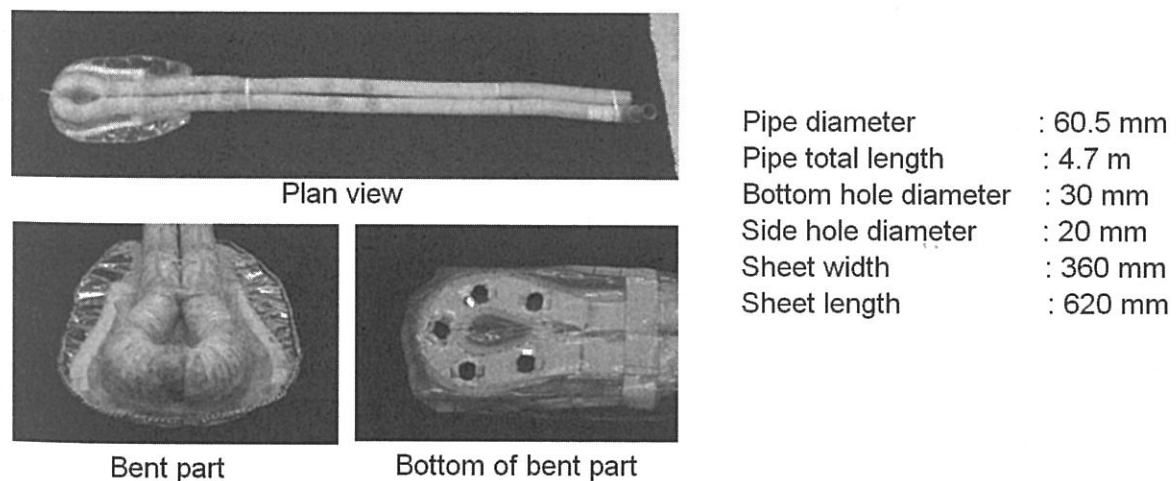 Plan view
Bent part
Bottom of bent part
Pipe diameter : 60.5 mm
Pipe total length : 4.7 m
Bottom hole diameter : 30 mm
Side hole diameter : 20 mm
Sheet width : 360 mm
Sheet length : 620 mm